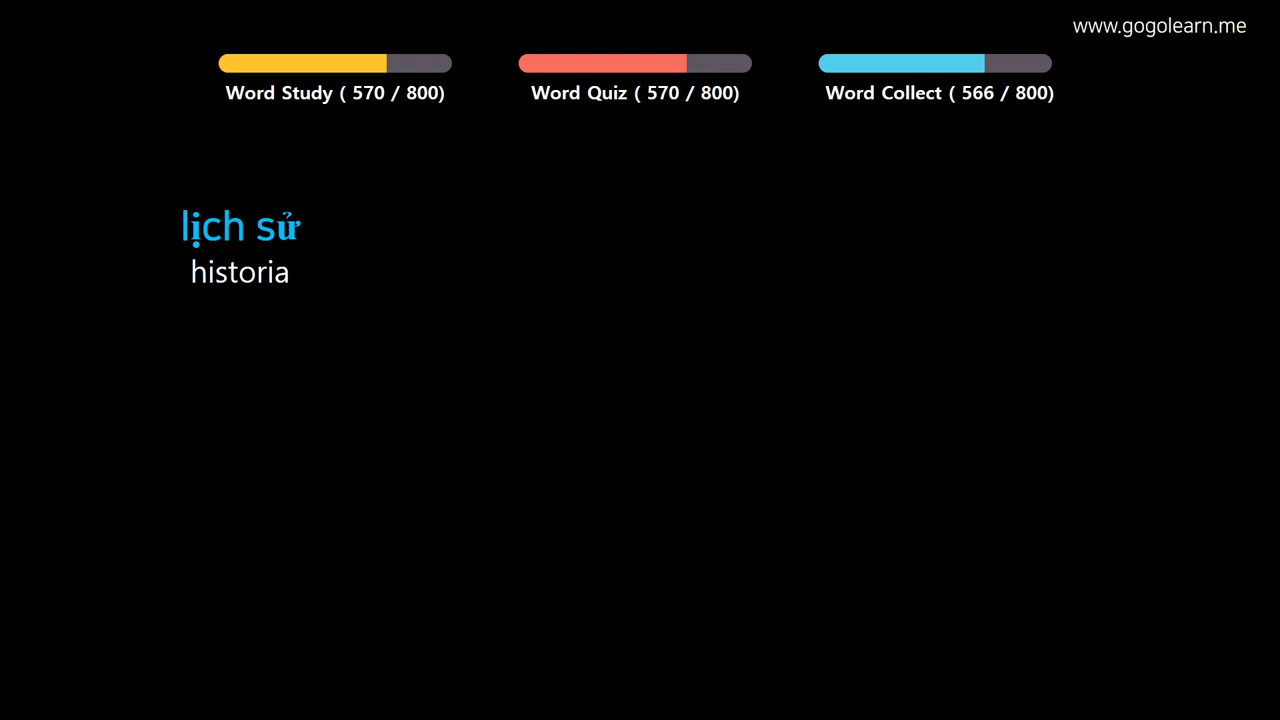 www.gogolearn.me
Word Study ( 570 / 800)
Word Quiz ( 570 / 800)
Word Collect ( 566 / 800)
lịch sử
historia